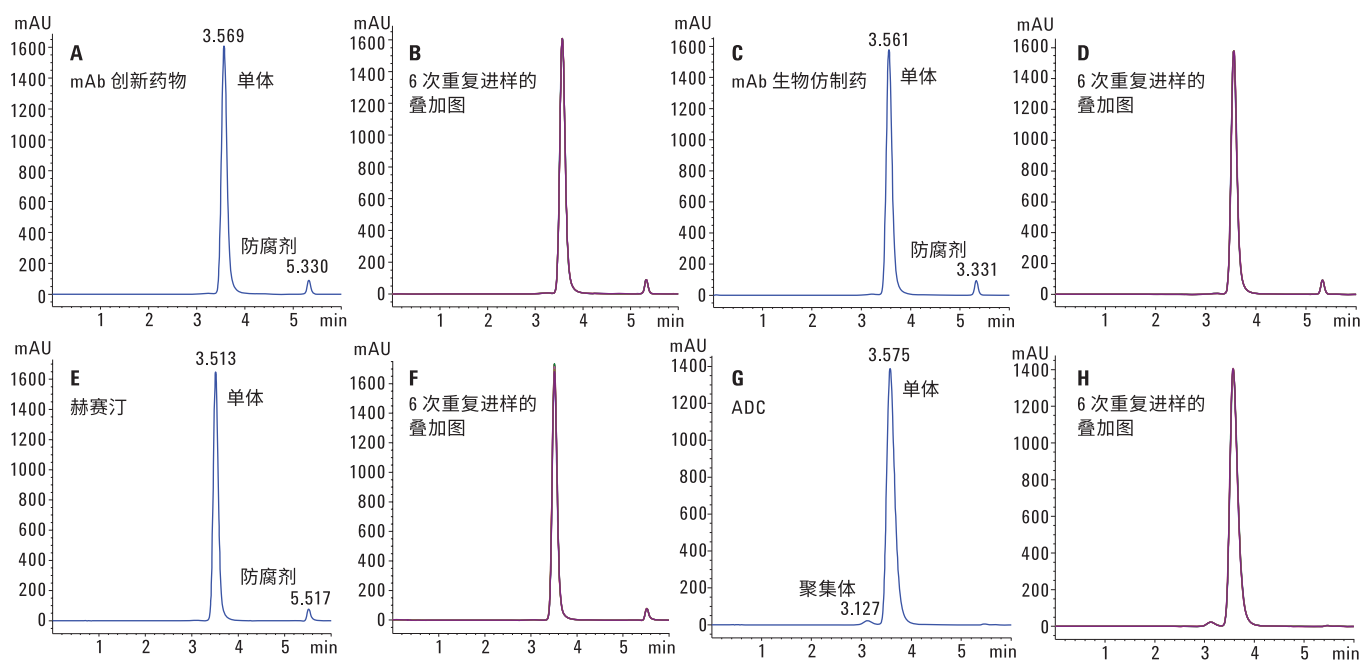 mAU
1600
1400
1200
1000
800
600
400
200
0
A
mAb 创新药物
3.569
单体
防腐剂
5.330
1 2 3 4 5 min
mAU
1600
1400
1200
1000
800
600
400
200
0
B
6 次重复进样的
叠加图
1 2 3 4 5 min
mAU
1600
1400
1200
1000
800
600
400
200
0
C
mAb 生物仿制药
3.561
单体
防腐剂
3.331
1 2 3 4 5 min
mAU
1600
1400
1200
1000
800
600
400
200
0
D
6 次重复进样的
叠加图
1 2 3 4 5 min
mAU
1600
1400
1200
1000
800
600
400
200
0
E
赫赛汀
3.513
单体
防腐剂
5.517
1 2 3 4 5 min
mAU
1600
1400
1200
1000
800
600
400
200
0
F
6 次重复进样的
叠加图
1 2 3 4 5 min
mAU
1400
1200
1000
800
600
400
200
0
G
ADC
3.575
单体
聚集体
3.127
1 2 3 4 5 min
mAU
1400
1200
1000
800
600
400
200
0
H
6 次重复进样的
叠加图
1 2 3 4 5 min